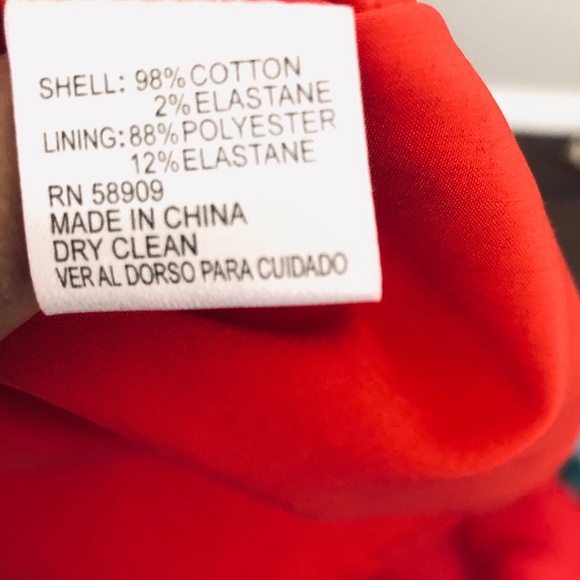 SHELL: 98% COTTON
2% ELASTANE
LINING: 88% POLYESTER
12% ELASTANE
RN 58909
MADE IN CHINA
DRY CLEAN
VER AL DORSO PARA CUIDADO